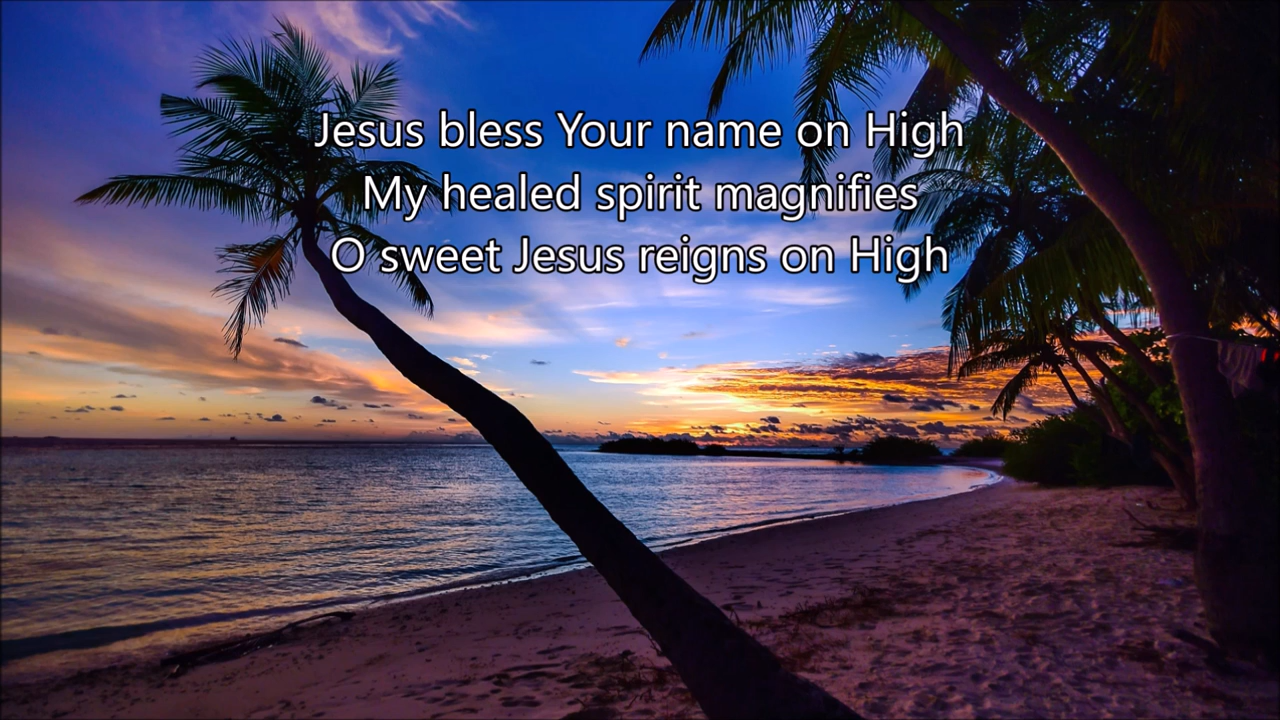 Jesus bless Your name on High
My healed spirit magnifies
O sweet Jesus reigns on High